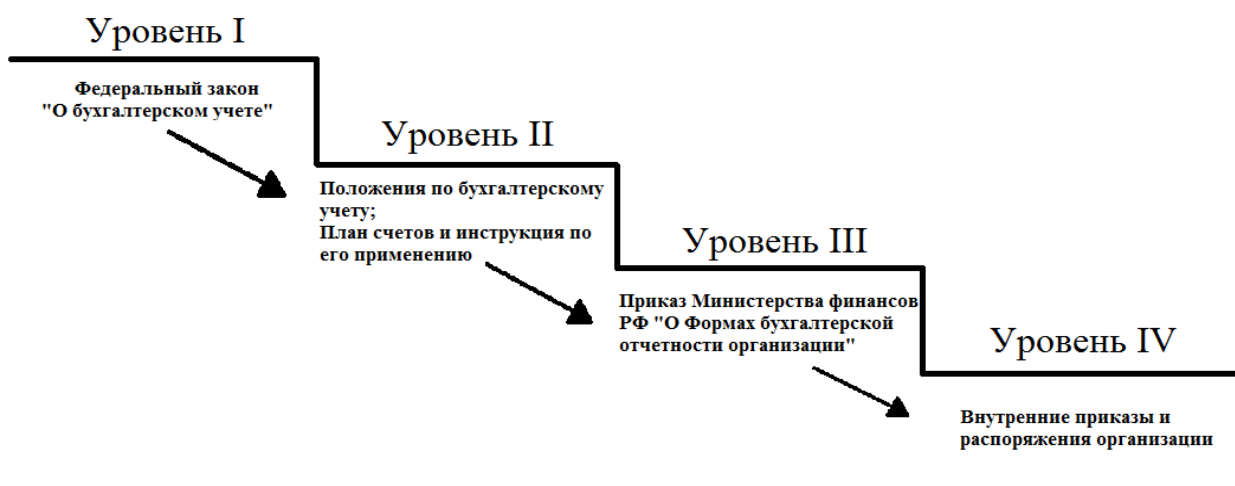 Уровень I
Федеральный закон
"О бухгалтерском учете"
Уровень II
Положения по бухгалтерскому
учету;
План счетов и инструкция по
его применению
Уровень III
Приказ Министерства финансов
РФ "О Формах бухгалтерской
отчетности организации"
Уровень IV
Внутренние приказы и
распоряжения организации